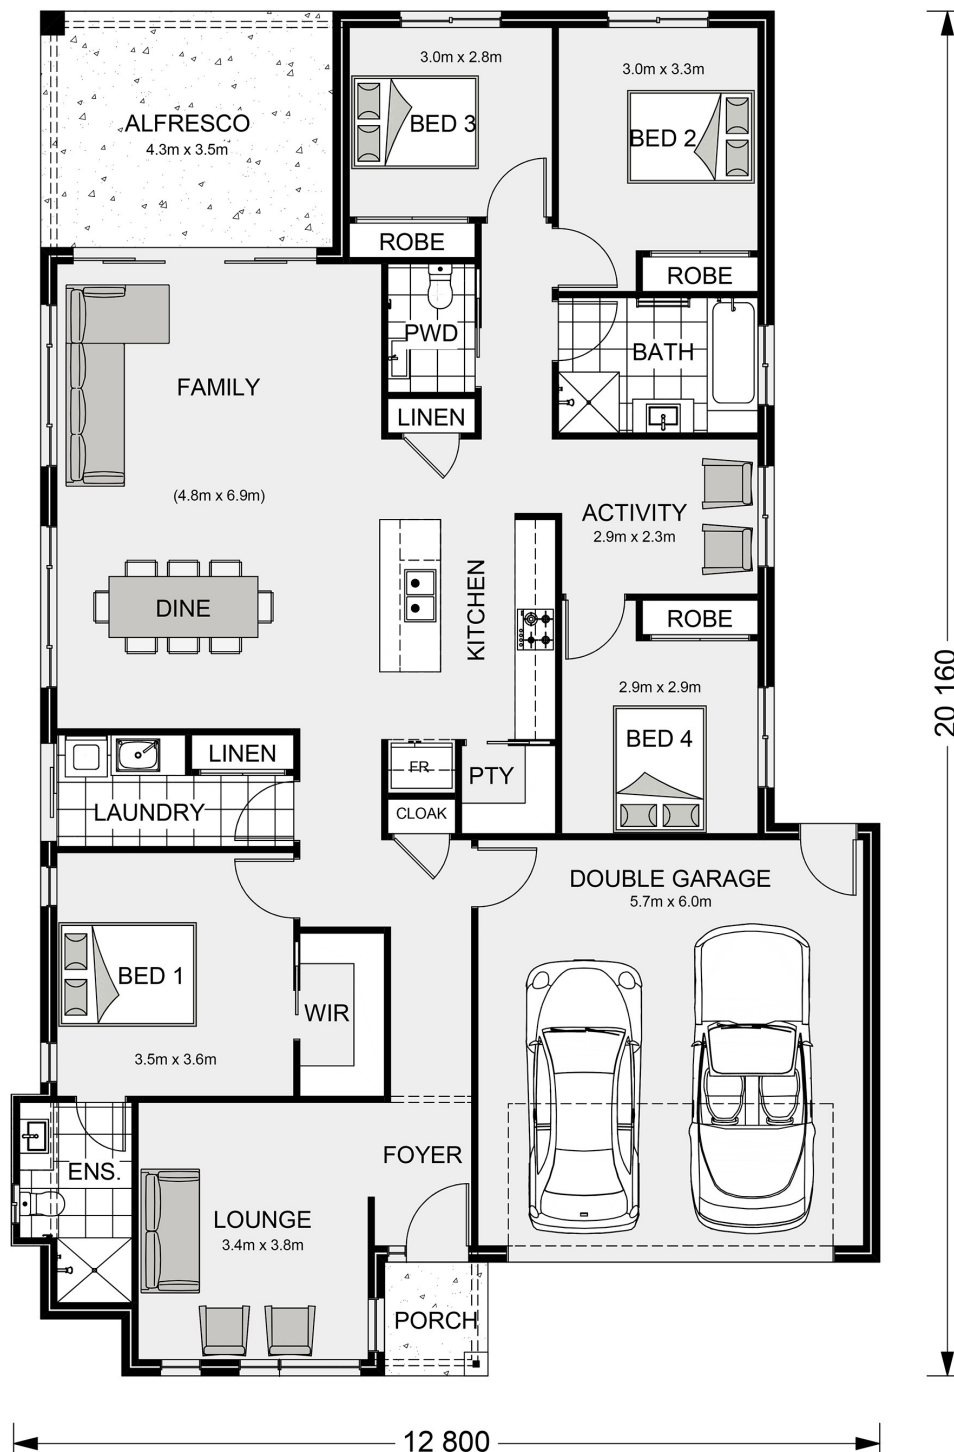 3.0m x 2.8m
3.0m x 3.3m
ALFRESCO
4.3m x 3.5m
BED 3
BED 2
ROBE
ROBE
PWD
BATH
FAMILY
LINEN
(4.8m x 6.9m)
ACTIVITY
2.9m x 2.3m
DINE
KITCHEN
ROBE
2.9m x 2.9m
20 160
BED 4
LINEN
FR
PTY
LAUNDRY
CLOAK
DOUBLE GARAGE
5.7m x 6.0m
BED 1
WIR
3.5m x 3.6m
FOYER
ENS.
LOUNGE
3.4m x 3.8m
PORCH
12 800